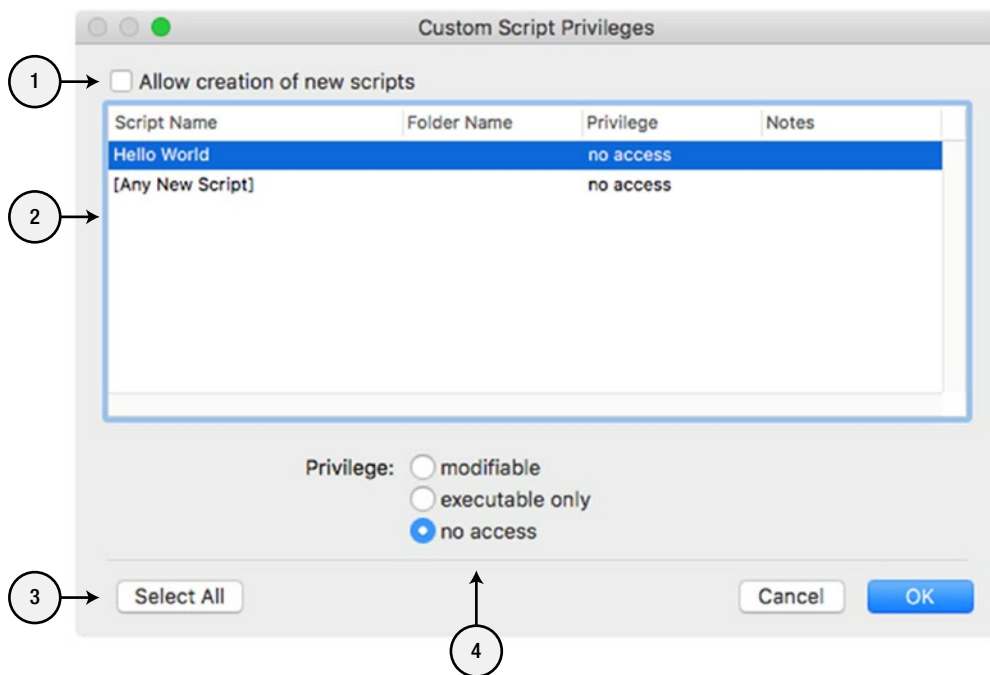 Custom Script Privileges
1
Allow creation of new scripts
Script Name Folder Name Privilege Notes
Hello World no access
[Any New Script] no access
2
Privilege: modifiable
executable only
no access
3 Select All Cancel OK
4